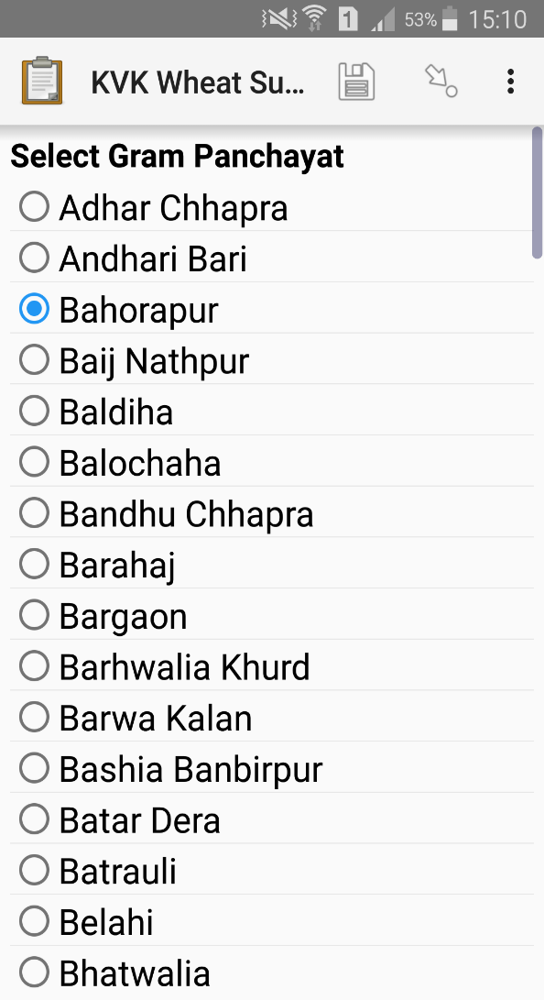 1 53% 15:10
KVK Wheat Su...
Select Gram Panchayat
Adhar Chhapra
Andhari Bari
Bahorapur
Baij Nathpur
Baldiha
Balochaha
Bandhu Chhapra
Barahaj
Bargaon
Barhwalia Khurd
Barwa Kalan
Bashia Banbirpur
Batar Dera
Batrauli
Belahi
Bhatwalia